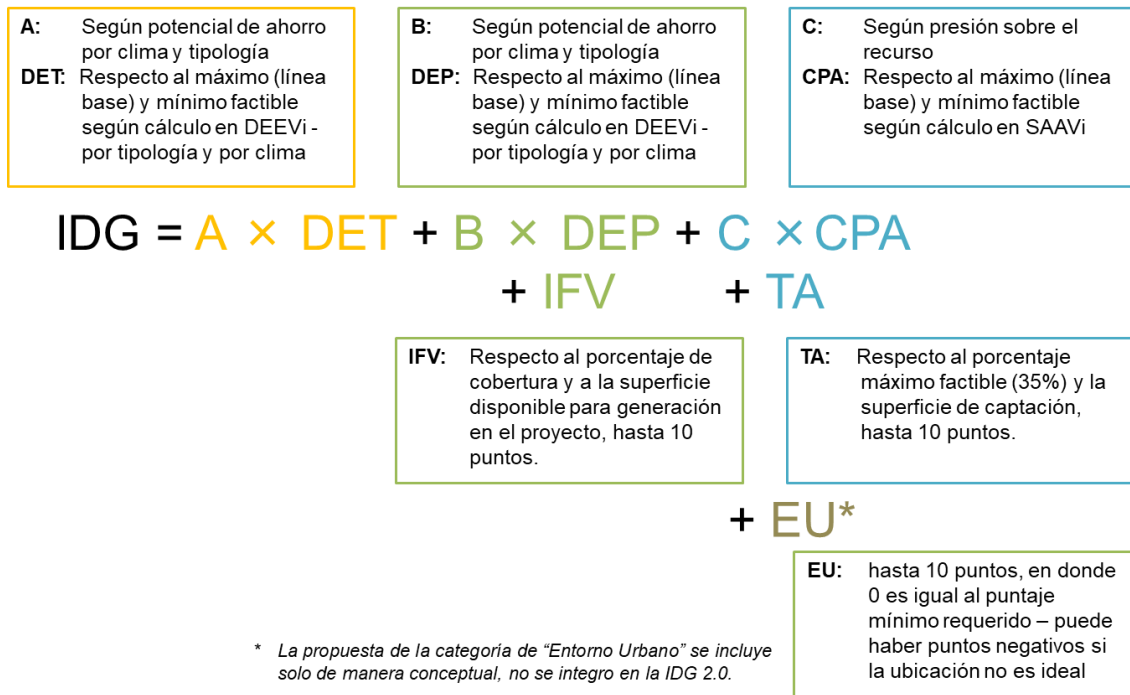 A: Según potencial de ahorro
por clima y tipología
DET: Respecto al máximo (línea
base) y mínimo factible
según cálculo en DEEVi -
por tipología y por clima
B: Según potencial de ahorro
por clima y tipología
DEP: Respecto al máximo (línea
base) y mínimo factible
según cálculo en DEEVi -
por tipología y por clima
C: Según presión sobre el
recurso
CPA: Respecto al máximo (línea
base) y mínimo factible
según cálculo en SAAVi
IDG = A × DET + B × DEP + C × CPA
+ IFV + TA
IFV: Respecto al porcentaje de
cobertura y a la superficie
disponible para generación
en el proyecto, hasta 10
puntos.
TA: Respecto al porcentaje
máximo factible (35%) y la
superficie de captación,
hasta 10 puntos.
+ EU*
EU: hasta 10 puntos, en donde
0 es igual al puntaje
mínimo requerido – puede
haber puntos negativos si
la ubicación no es ideal
* La propuesta de la categoría de “Entorno Urbano” se incluye
solo de manera conceptual, no se integro en la IDG 2.0.